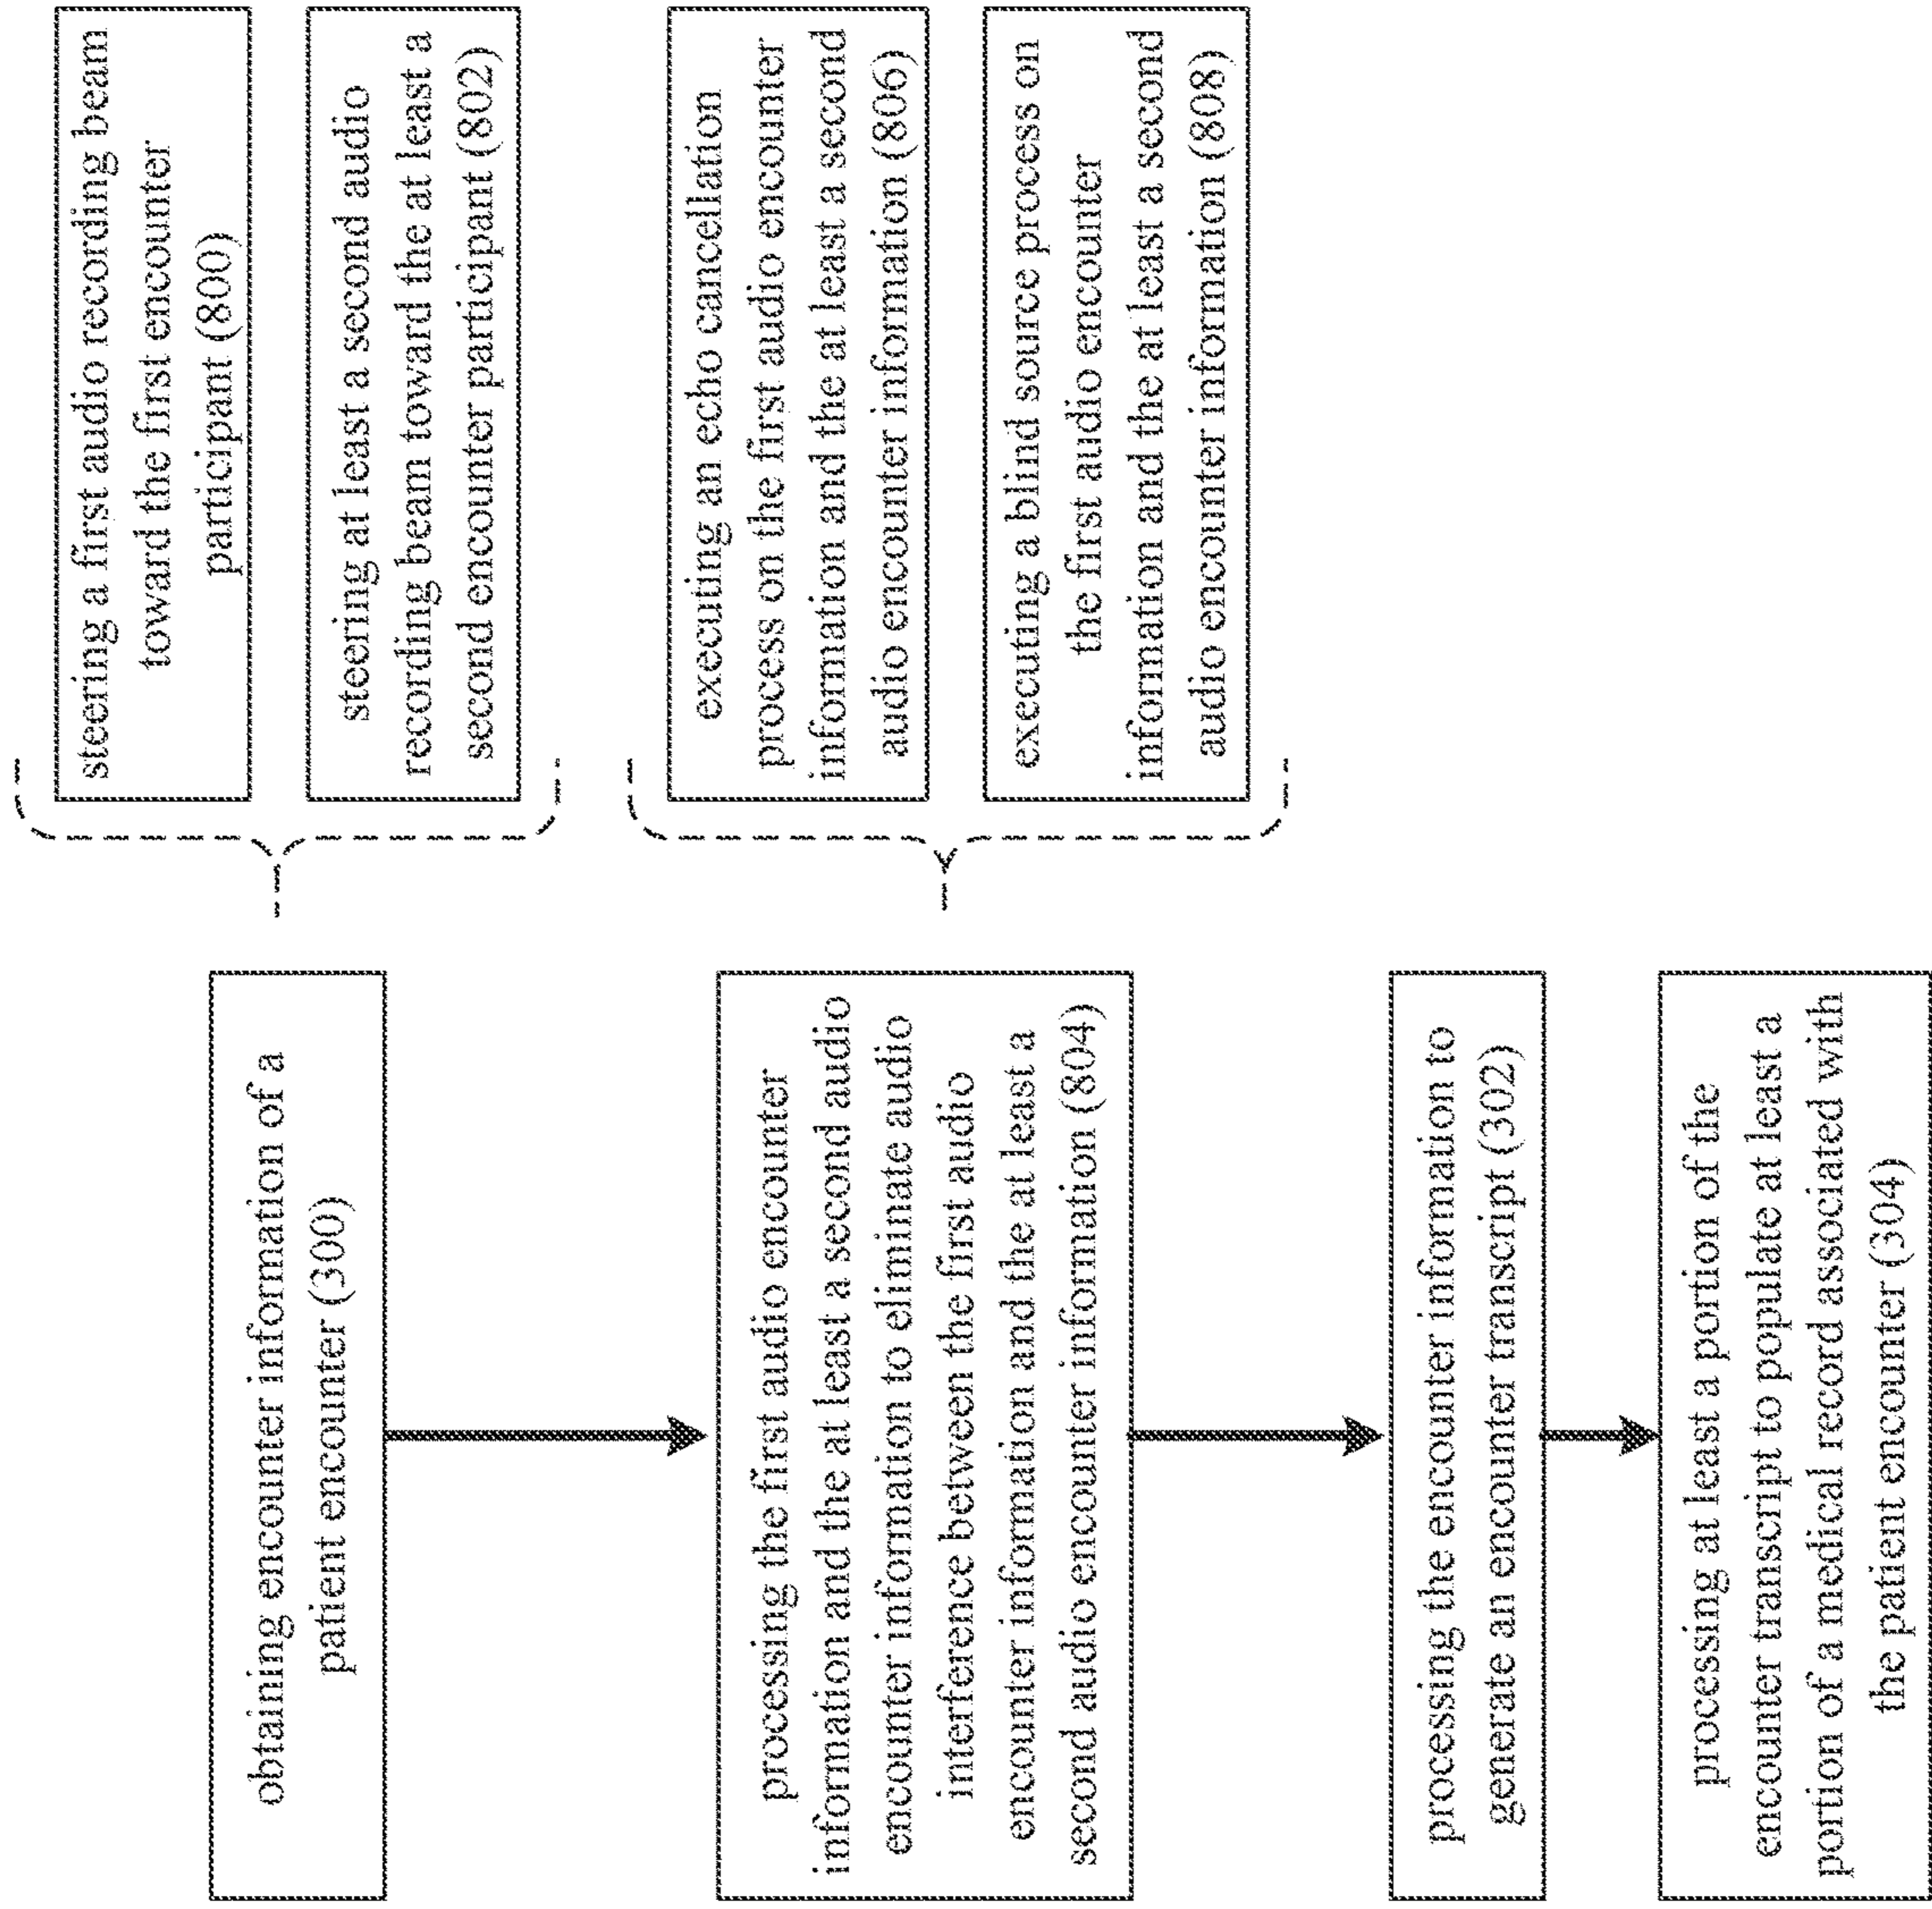 obtaining encounter information of a
patient encounter (300)
steering a first audio recording beam
toward the first encounter
participant (800)
steering at least a second audio
recording beam toward the at least a
second encounter participant (802)
processing the first audio encounter
information and the at least a second audio
encounter information to eliminate audio
interference between the first audio
encounter information and the at least a
second audio encounter information (804)
executing an echo cancellation
process on the first audio encounter
information and the at least a second
audio encounter information (806)
executing a blind source process on
the first audio encounter
information and the at least a second
audio encounter information (808)
processing the encounter information to
generate an encounter transcript (302)
processing at least a portion of the
encounter transcript to populate at least a
portion of a medical record associated with
the patient encounter (304)